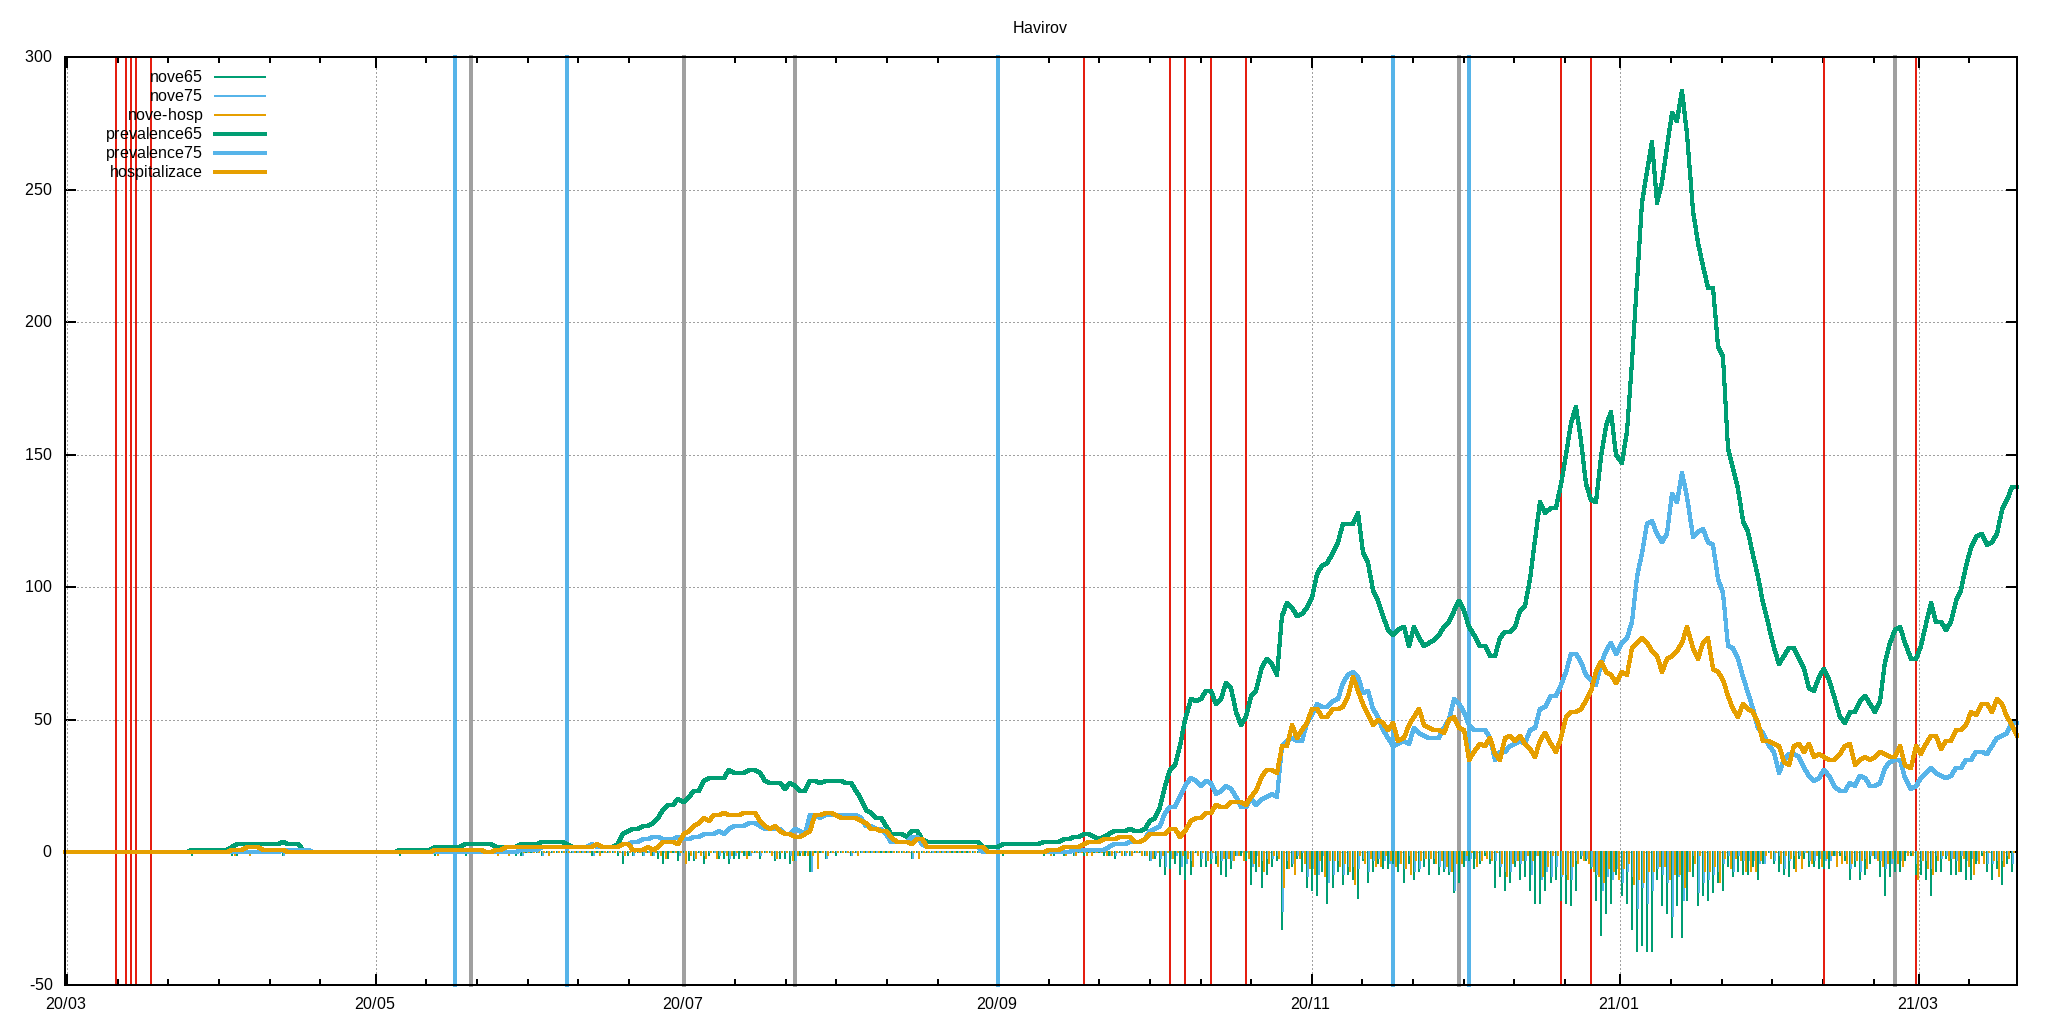 Havirov
300
250
200
150
100
50
0
-50
nove65
nove75
nove-hosp
prevalence65
prevalence75
hospitalizace
20/03 20/05 20/07 20/09 20/11 21/01 21/03